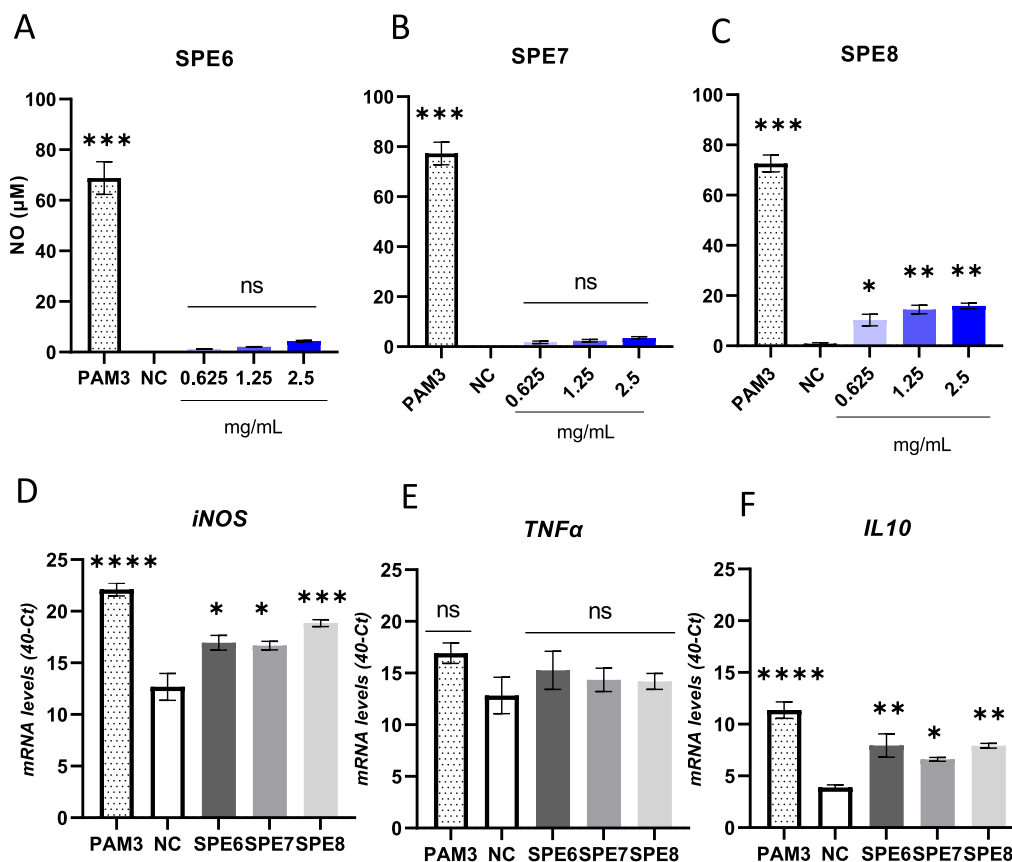 A
SPE6
100
80
60
40
20
0
NO (µM)
***
ns
PAM3 NC 0.625 1.25 2.5
mg/mL
B
SPE7
100
80
60
40
20
0
***
ns
PAM3 NC 0.625 1.25 2.5
mg/mL
C
SPE8
100
80
60
40
20
0
***
* ** **
PAM3 NC 0.625 1.25 2.5
mg/mL
D
iNOS
25
20
15
10
5
0
mRNA levels (40-Ct)
**** * * ***
PAM3 NC SPE6 SPE7 SPE8
E
TNFα
25
20
15
10
5
0
mRNA levels (40-Ct)
ns ns
PAM3 NC SPE6 SPE7 SPE8
F
IL10
25
20
15
10
5
0
mRNA levels (40-Ct)
**** ** * **
PAM3 NC SPE6 SPE7 SPE8